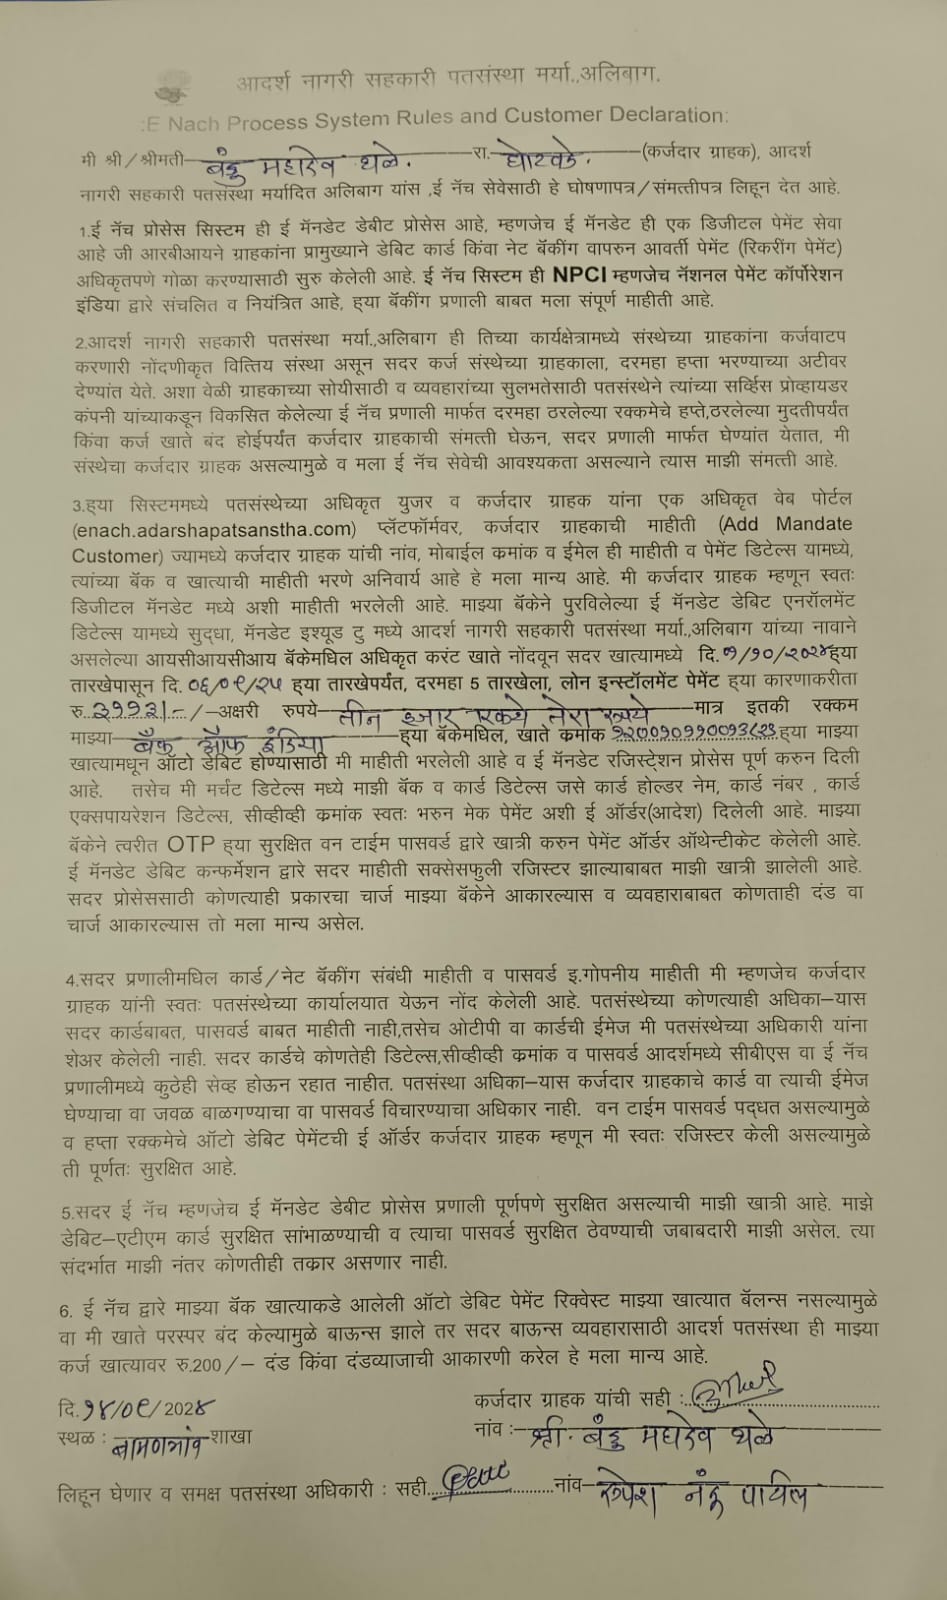 आदर्श नागरी सहकारी पतसंस्था मर्या.,अलिबाग.
:E Nach Process System Rules and Customer Declaration:
मी श्री/श्रीमती बंडू महादेव थळे. रा. घोटवडे. (कर्जदार ग्राहक), आदर्श
नागरी सहकारी पतसंस्था मर्यादित अलिबाग यांस ,ई नॅच सेवेसाठी हे घोषणापत्र/संमत्तीपत्र लिहून देत आहे.
1.ई नॅच प्रोसेस सिस्टम ही ई मॅनडेट डेबीट प्रोसेस आहे, म्हणजेच ई मॅनडेट ही एक डिजीटल पेमेंट सेवा
आहे जी आरबीआयने ग्राहकांना प्रामुख्याने डेबिट कार्ड किंवा नेट बॅकींग वापरुन आवर्ती पेमेंट (रिकरींग पेमेंट)
अधिकृतपणे गोळा करण्यासाठी सुरु केलेली आहे. ई नॅच सिस्टम ही NPCI म्हणजेच नॅशनल पेमेंट कॉर्पोरेशन
इंडिया द्वारे संचलित व नियंत्रित आहे, ह्या बॅकींग प्रणाली बाबत मला संपूर्ण माहीती आहे.
2.आदर्श नागरी सहकारी पतसंस्था मर्या.,अलिबाग ही तिच्या कार्यक्षेत्रामध्ये संस्थेच्या ग्राहकांना कर्जवाटप
करणारी नोंदणीकृत वित्तिय संस्था असून सदर कर्ज संस्थेच्या ग्राहकाला, दरमहा हप्ता भरण्याच्या अटीवर
देण्यांत येते. अशा वेळी ग्राहकाच्या सोयीसाठी व व्यवहारांच्या सुलभतेसाठी पतसंस्थेने त्यांच्या सर्व्हिस प्रोव्हायडर
कंपनी यांच्याकडून विकसित केलेल्या ई नॅच प्रणाली मार्फत दरमहा ठरलेल्या रक्कमेचे हप्ते,ठरलेल्या मुदतीपर्यंत
किंवा कर्ज खाते बंद होईपर्यंत कर्जदार ग्राहकाची संमत्ती घेऊन, सदर प्रणाली मार्फत घेण्यांत येतात, मी
संस्थेचा कर्जदार ग्राहक असल्यामुळे व मला ई नॅच सेवेची आवश्यकता असल्याने त्यास माझी संमत्ती आहे.
3.ह्या सिस्टममध्ये पतसंस्थेच्या अधिकृत युजर व कर्जदार ग्राहक यांना एक अधिकृत वेब पोर्टल
(enach.adarshapatsanstha.com) प्लॅटफॉर्मवर, कर्जदार ग्राहकाची माहीती (Add Mandate
Customer) ज्यामध्ये कर्जदार ग्राहक यांची नांव, मोबाईल कमांक व ईमेल ही माहीती व पेमेंट डिटेल्स यामध्ये,
त्यांच्या बॅक व खात्याची माहीती भरणे अनिवार्य आहे हे मला मान्य आहे. मी कर्जदार ग्राहक म्हणून स्वतः
डिजीटल मॅनडेट मध्ये अशी माहीती भरलेली आहे. माझ्या बॅकेने पुरविलेल्या ई मॅनडेट डेबिट एनरॉलमेंट
डिटेल्स यामध्ये सुद्धा, मॅनडेट इश्यूड टु मध्ये आदर्श नागरी सहकारी पतसंस्था मर्या.,अलिबाग यांच्या नावाने
असलेल्या आयसीआयसीआय बॅकेमधिल अधिकृत करंट खाते नोंदवून सदर खात्यामध्ये दि. ०१/१०/२०२४ ह्या
तारखेपासून दि. ०६/०९/२५ ह्या तारखेपर्यंत, दरमहा 5 तारखेला, लोन इन्स्टॉलमेंट पेमेंट ह्या कारणाकरीता
रु. ३११३/- /-अक्षरी रुपये तीन हजार एकशे तेरा रुपये मात्र इतकी रक्कम
माझ्या बँक ऑफ इंडिया ह्या बॅकेमधिल, खाते कमांक ह्या माझ्या
खात्यामधून ऑटो डेबिट होण्यासाठी मी माहीती भरलेली आहे व ई मॅनडेट रजिस्ट्रेशन प्रोसेस पूर्ण करुन दिली
आहे. तसेच मी मर्चंट डिटेल्स मध्ये माझी बॅक व कार्ड डिटेल्स जसे कार्ड होल्डर नेम, कार्ड नंबर , कार्ड
एक्सपायरेशन डिटेल्स, सीव्हीव्ही कमांक स्वतः भरुन मेक पेमेंट अशी ई ऑर्डर(आदेश) दिलेली आहे. माझ्या
बॅकेने त्वरीत OTP ह्या सुरक्षित वन टाईम पासवर्ड द्वारे खात्री करुन पेमेंट ऑर्डर ऑथेन्टीकेट केलेली आहे.
ई मॅनडेट डेबिट कन्फर्मेशन द्वारे सदर माहीती सक्सेसफुली रजिस्टर झाल्याबाबत माझी खात्री झालेली आहे.
सदर प्रोसेससाठी कोणत्याही प्रकारचा चार्ज माझ्या बॅकेने आकारल्यास व व्यवहाराबाबत कोणताही दंड वा
चार्ज आकारल्यास तो मला मान्य असेल.
4.सदर प्रणालीमधिल कार्ड/नेट बॅकींग संबंधी माहीती व पासवर्ड इ.गोपनीय माहीती मी म्हणजेच कर्जदार
ग्राहक यांनी स्वतः पतसंस्थेच्या कार्यालयात येऊन नोंद केलेली आहे. पतसंस्थेच्या कोणत्याही अधिका–यास
सदर कार्डबाबत, पासवर्ड बाबत माहीती नाही,तसेच ओटीपी वा कार्डची ईमेज मी पतसंस्थेच्या अधिकारी यांना
शेअर केलेली नाही. सदर कार्डचे कोणतेही डिटेल्स,सीव्हीव्ही कमांक व पासवर्ड आदर्शमध्ये सीबीएस वा ई नॅच
प्रणालीमध्ये कुठेही सेव्ह होऊन रहात नाहीत. पतसंस्था अधिका–यास कर्जदार ग्राहकाचे कार्ड वा त्याची ईमेज
घेण्याचा वा जवळ बाळगण्याचा वा पासवर्ड विचारण्याचा अधिकार नाही. वन टाईम पासवर्ड पद्धत असल्यामुळे
व हप्ता रक्कमेचे ऑटो डेबिट पेमेंटची ई ऑर्डर कर्जदार ग्राहक म्हणून मी स्वतः रजिस्टर केली असल्यामुळे
ती पूर्णतः सुरक्षित आहे.
5.सदर ई नॅच म्हणजेच ई मॅनडेट डेबीट प्रोसेस प्रणाली पूर्णपणे सुरक्षित असल्याची माझी खात्री आहे. माझे
डेबिट–एटीएम कार्ड सुरक्षित सांभाळण्याची व त्याचा पासवर्ड सुरक्षित ठेवण्याची जबाबदारी माझी असेल. त्या
संदर्भात माझी नंतर कोणतीही तक्रार असणार नाही.
6. ई नॅच द्वारे माझ्या बॅक खात्याकडे आलेली ऑटो डेबिट पेमेंट रिक्वेस्ट माझ्या खात्यात बॅलन्स नसल्यामुळे
वा मी खाते परस्पर बंद केल्यामुळे बाऊन्स झाले तर सदर बाऊन्स व्यवहारासाठी आदर्श पतसंस्था ही माझ्या
कर्ज खात्यावर रु.200/– दंड किंवा दंडव्याजाची आकारणी करेल हे मला मान्य आहे.
दि. १४/०९/2024 कर्जदार ग्राहक यांची सही :
स्थळ : बामणगांव शाखा नांव : श्री. बंडू महादेव थळे
लिहून घेणार व समक्ष पतसंस्था अधिकारी : सही नांव रुपेश नंदू पाटील